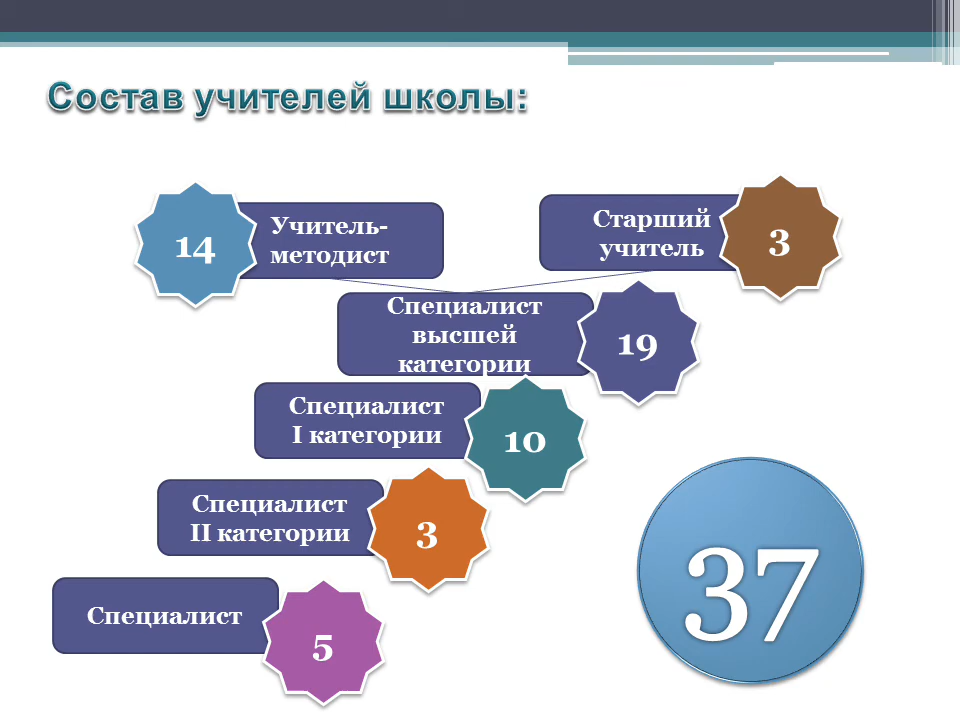 Состав учителей школы:
14
Учитель-
методист
Старший
учитель
3
Специалист
высшей
категории
19
Специалист
I категории
10
Специалист
II категории
3
Специалист
5
37